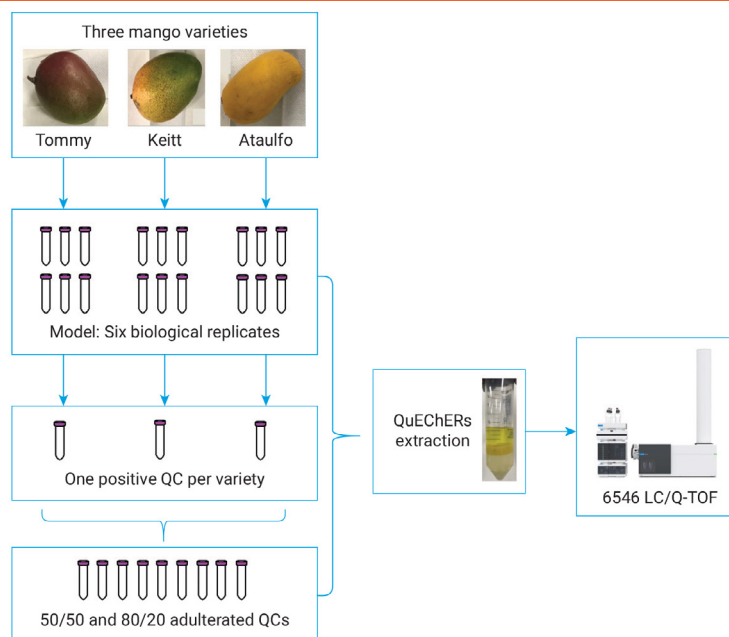 Three mango varieties
Tommy
Keitt
Ataulfo
Model: Six biological replicates
One positive QC per variety
50/50 and 80/20 adulterated QCs
QuEChERs
extraction
6546 LC/Q-TOF